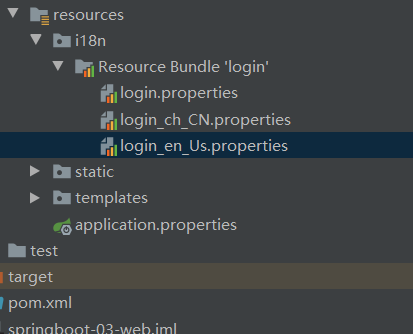 resources
i18n
Resource Bundle 'login'
login.properties
login_ch_CN.properties
login_en_Us.properties
static
templates
application.properties
test
target
pom.xml
springboot-03-web.iml